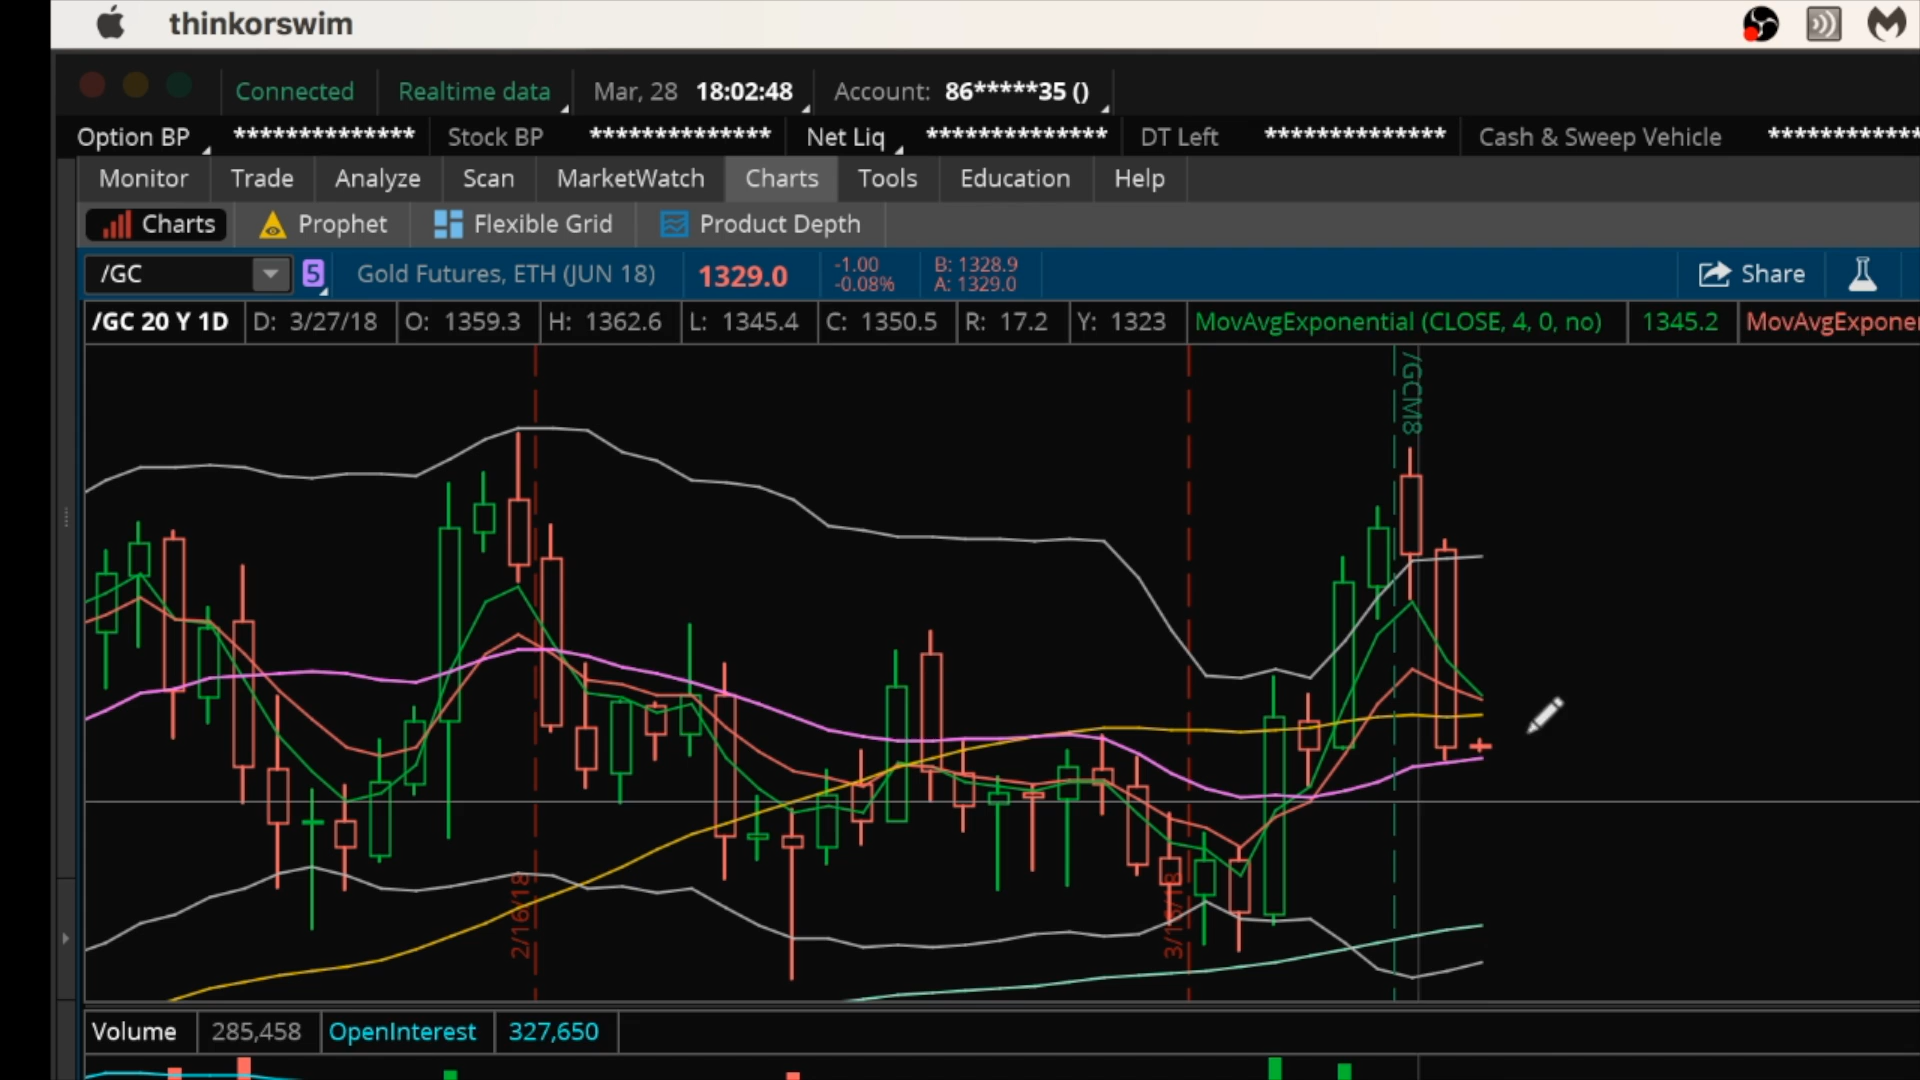 thinkorswim
Connected Realtime data Mar, 28 18:02:48 Account: 86*****35 ()
Option BP ************** Stock BP ************** Net Liq ************** DT Left ************** Cash & Sweep Vehicle ************
Monitor Trade Analyze Scan MarketWatch Charts Tools Education Help
Charts Prophet Flexible Grid Product Depth
/GC 5 Gold Futures, ETH (JUN 18) 1329.0 -1.00 B: 1328.9
-0.08% A: 1329.0 Share
/GC 20 Y 1D D: 3/27/18 O: 1359.3 H: 1362.6 L: 1345.4 C: 1350.5 R: 17.2 Y: 1323 MovAvgExponential (CLOSE, 4, 0, no) 1345.2 MovAvgExpone
/GCM8
2/16/18
Volume 285,458 OpenInterest 327,650